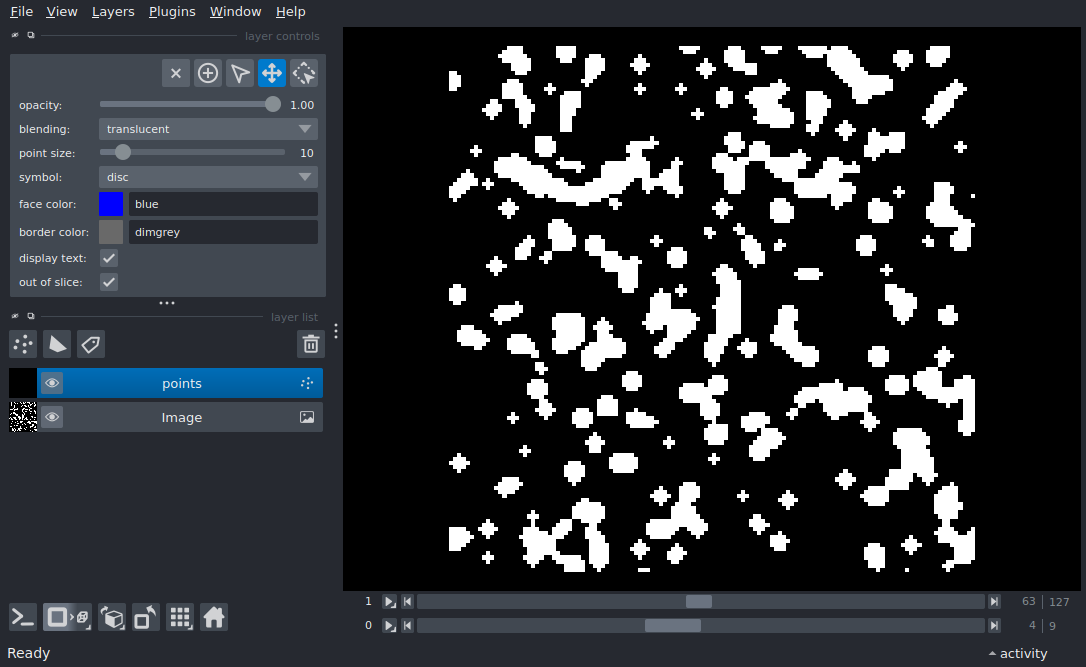 File View Layers Plugins Window Help
layer controls
opacity: 1.00
blending: translucent
point size: 10
symbol: disc
face color: blue
border color: dimgrey
display text:
out of slice:
layer list
points
Image
1 63 127
0 4 9
Ready
activity